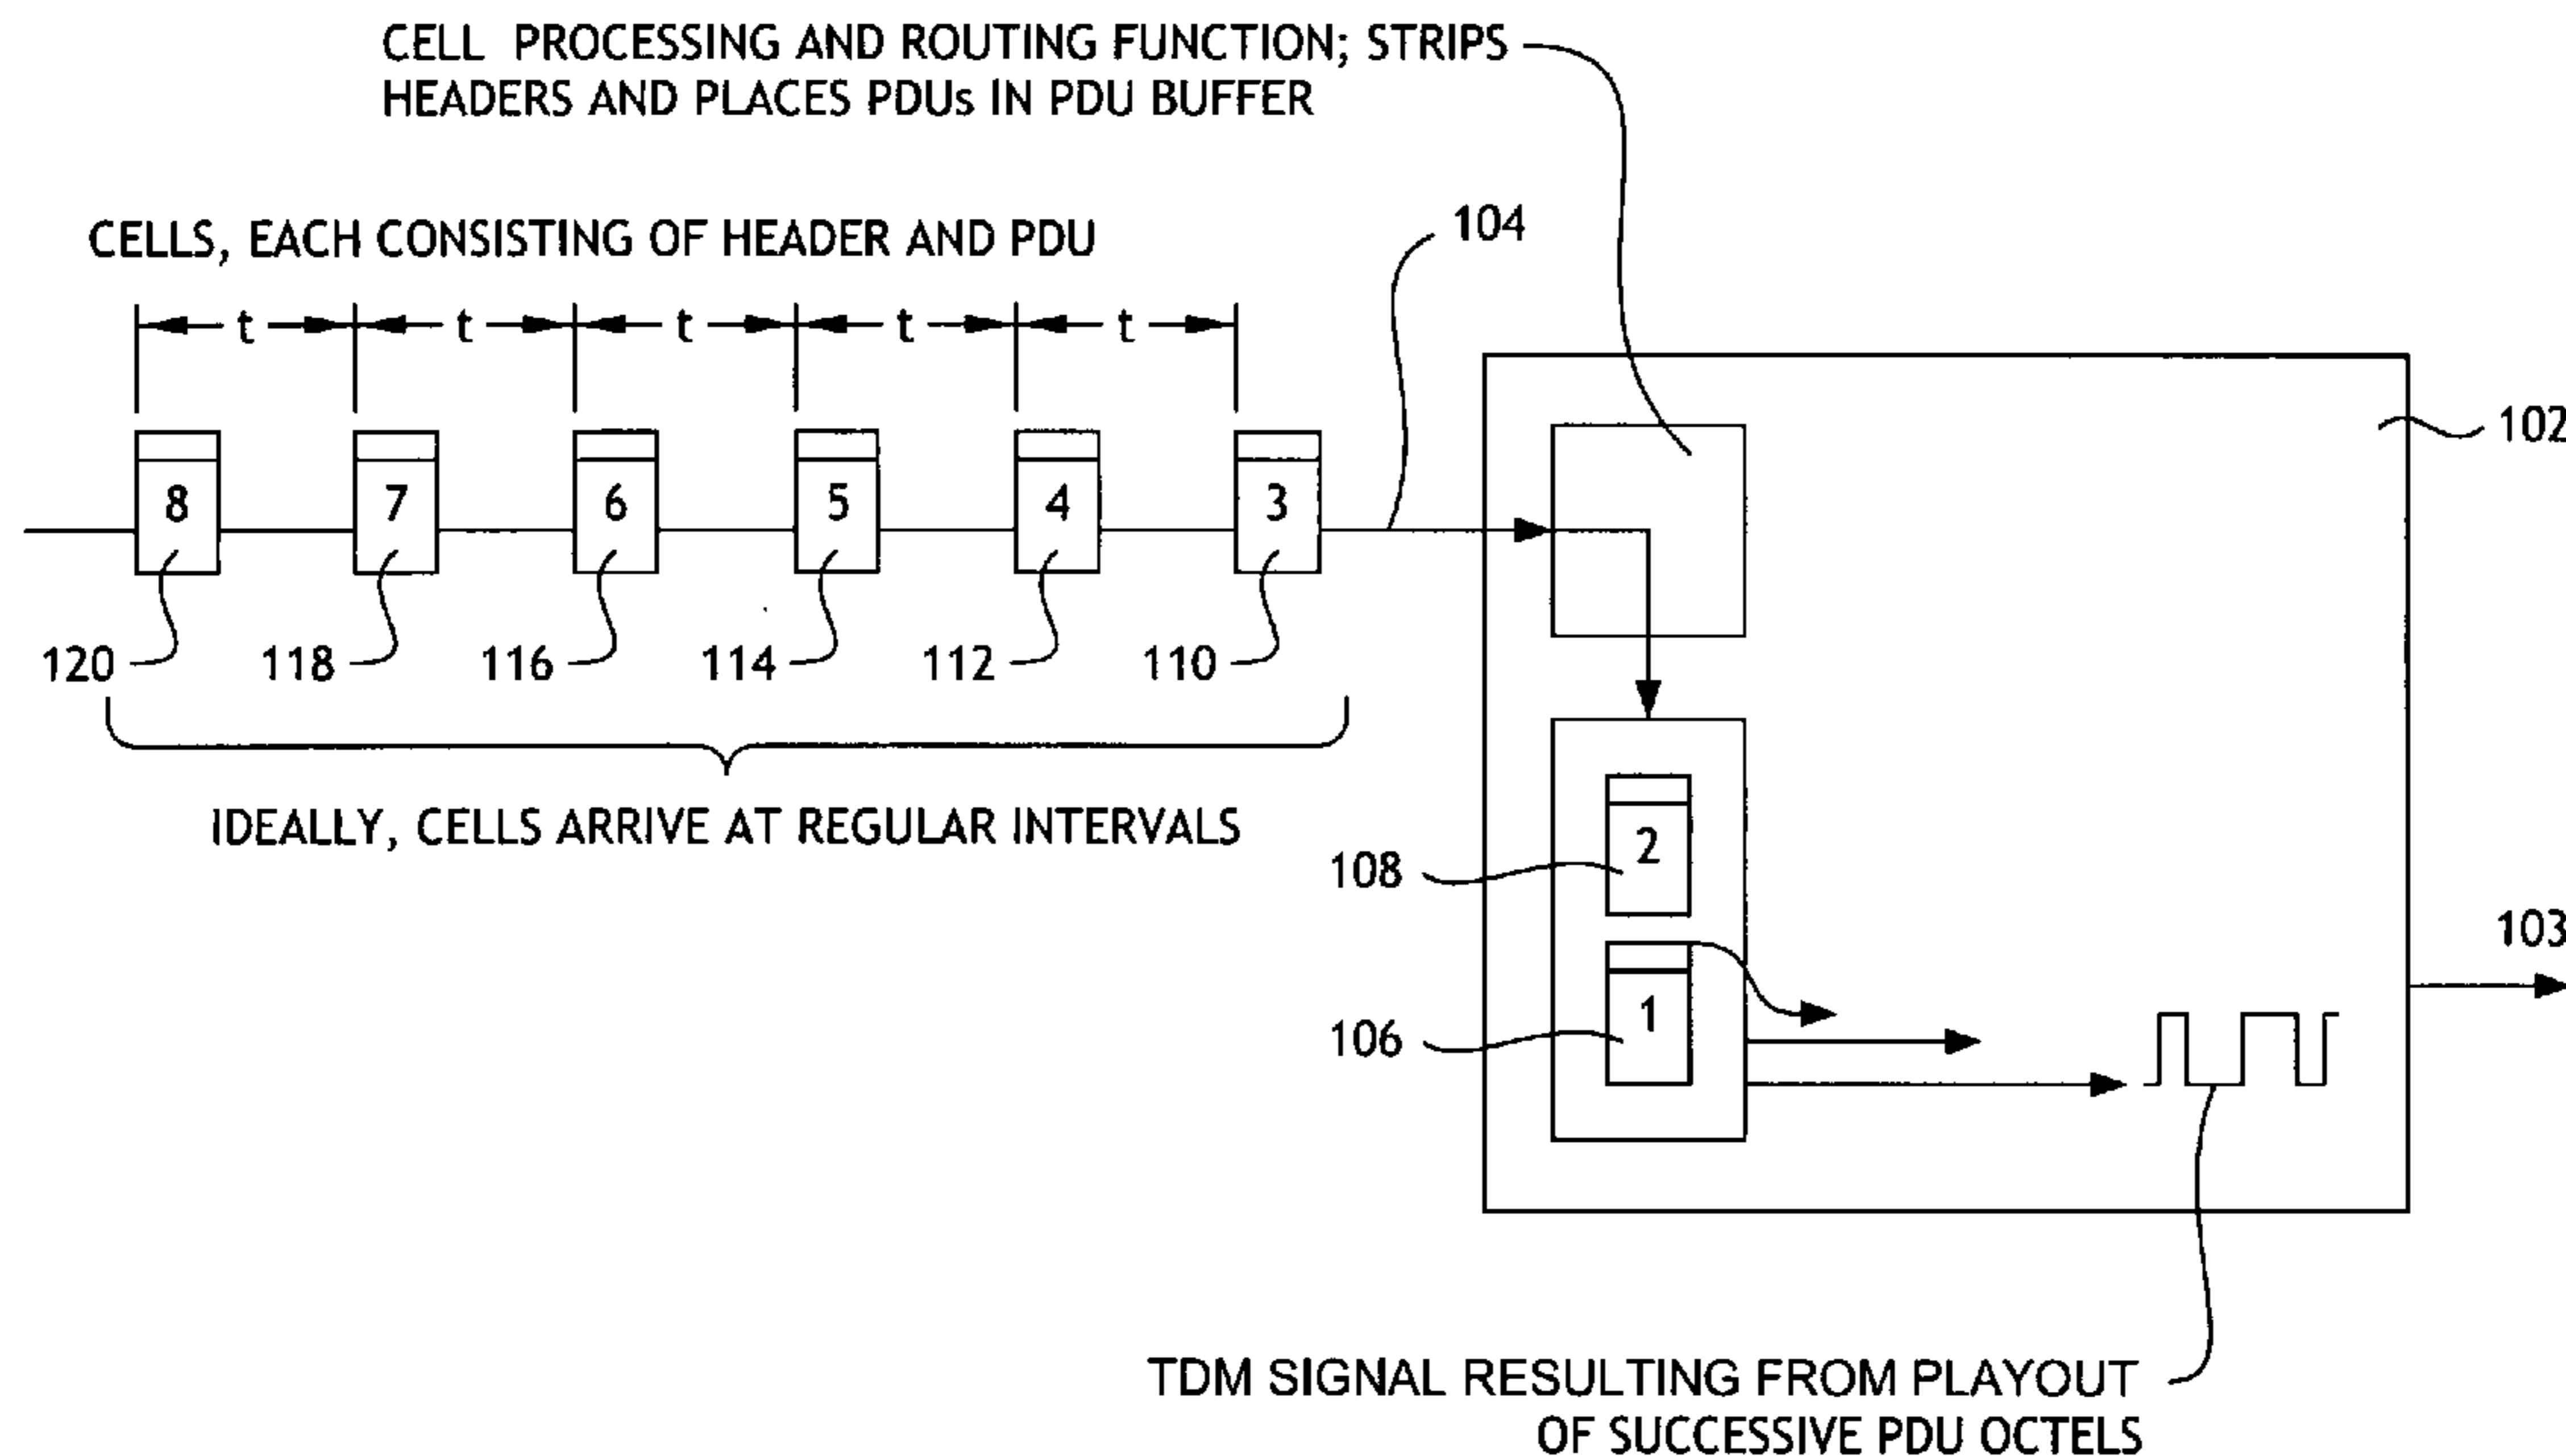 CELL PROCESSING AND ROUTING FUNCTION; STRIPS
HEADERS AND PLACES PDUs IN PDU BUFFER
CELLS, EACH CONSISTING OF HEADER AND PDU
104
t t t t t
102
8 7 6 5 4 3
120 118 116 114 112 110
IDEALLY, CELLS ARRIVE AT REGULAR INTERVALS
2
108
103
1
106
TDM SIGNAL RESULTING FROM PLAYOUT
OF SUCCESSIVE PDU OCTELS